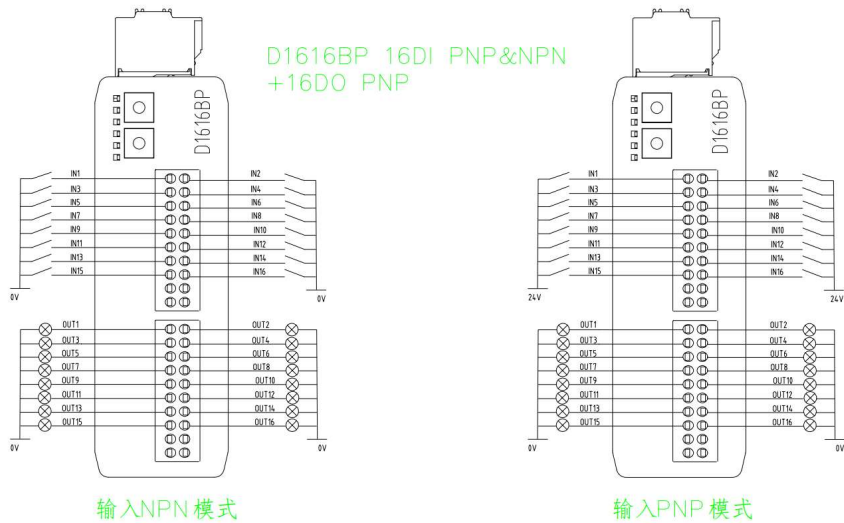 D1616BP 16DI PNP&NPN
+16DO PNP
D1616BP
IN1 IN2
IN3 IN4
IN5 IN6
IN7 IN8
IN9 IN10
IN11 IN12
IN13 IN14
IN15 IN16
0V 0V
OUT1 OUT2
OUT3 OUT4
OUT5 OUT6
OUT7 OUT8
OUT9 OUT10
OUT11 OUT12
OUT13 OUT14
OUT15 OUT16
0V 0V
输入NPN模式
D1616BP
IN1 IN2
IN3 IN4
IN5 IN6
IN7 IN8
IN9 IN10
IN11 IN12
IN13 IN14
IN15 IN16
24V 24V
OUT1 OUT2
OUT3 OUT4
OUT5 OUT6
OUT7 OUT8
OUT9 OUT10
OUT11 OUT12
OUT13 OUT14
OUT15 OUT16
0V 0V
输入PNP模式